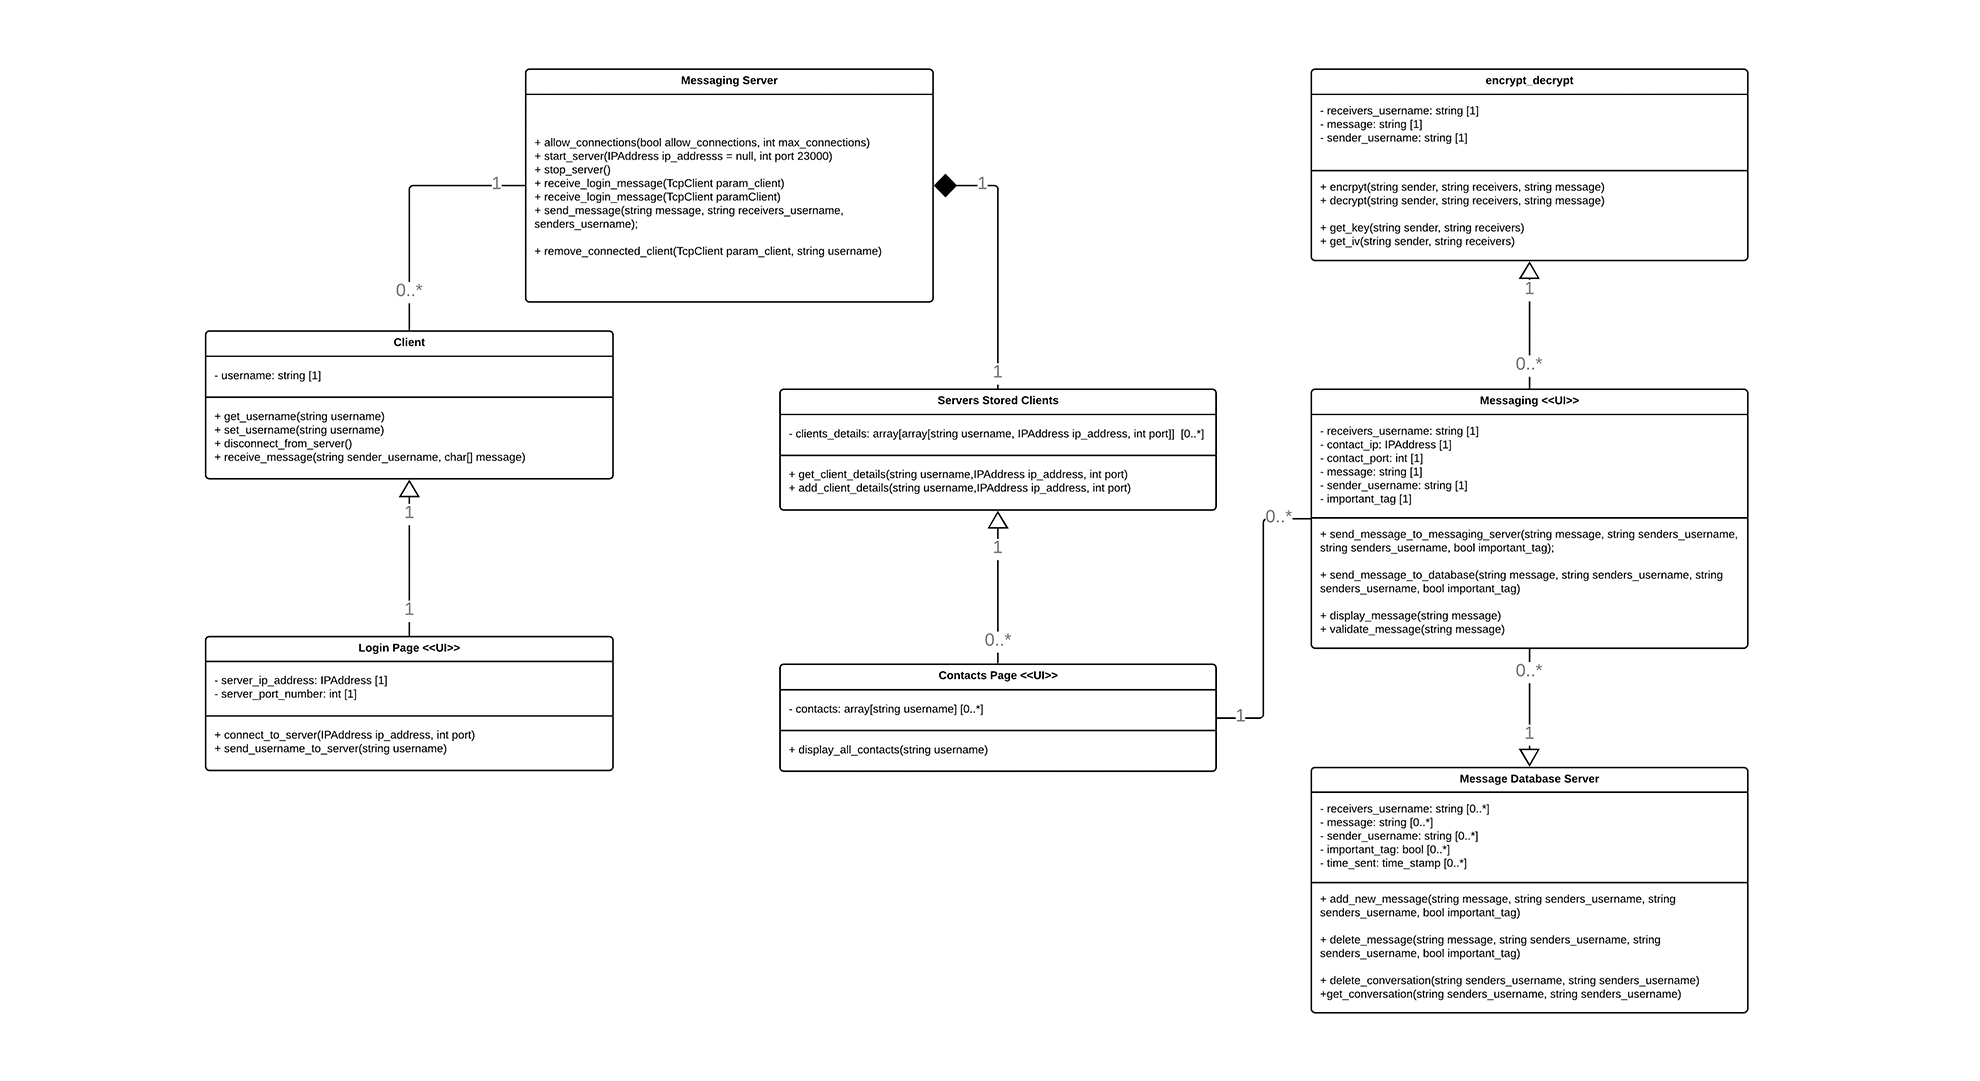 Messaging Server
+ allow_connections(bool allow_connections, int max_connections)
+ start_server(IPAddress ip_addresss = null, int port 23000)
+ stop_server()
+ receive_login_message(TcpClient param_client)
+ receive_login_message(TcpClient paramClient)
+ send_message(string message, string receivers_username,
senders_username);
+ remove_connected_client(TcpClient param_client, string username)
1
0..*
1
1
Client
- username: string [1]
+ get_username(string username)
+ set_username(string username)
+ disconnect_from_server()
+ receive_message(string sender_username, char[] message)
1
1
Login Page <<UI>>
- server_ip_address: IPAddress [1]
- server_port_number: int [1]
+ connect_to_server(IPAddress ip_address, int port)
+ send_username_to_server(string username)
Servers Stored Clients
- clients_details: array[array[string username, IPAddress ip_address, int port]] [0..*]
+ get_client_details(string username,IPAddress ip_address, int port)
+ add_client_details(string username,IPAddress ip_address, int port)
1
0..*
Contacts Page <<UI>>
- contacts: array[string username] [0..*]
+ display_all_contacts(string username)
1
0..*
encrypt_decrypt
- receivers_username: string [1]
- message: string [1]
- sender_username: string [1]
+ encrpyt(string sender, string receivers, string message)
+ decrypt(string sender, string receivers, string message)
+ get_key(string sender, string receivers)
+ get_iv(string sender, string receivers)
1
0..*
Messaging <<UI>>
- receivers_username: string [1]
- contact_ip: IPAddress [1]
- contact_port: int [1]
- message: string [1]
- sender_username: string [1]
- important_tag [1]
+ send_message_to_messaging_server(string message, string senders_username,
string senders_username, bool important_tag);
+ send_message_to_database(string message, string senders_username, string
senders_username, bool important_tag)
+ display_message(string message)
+ validate_message(string message)
0..*
1
Message Database Server
- receivers_username: string [0..*]
- message: string [0..*]
- sender_username: string [0..*]
- important_tag: bool [0..*]
- time_sent: time_stamp [0..*]
+ add_new_message(string message, string senders_username, string
senders_username, bool important_tag)
+ delete_message(string message, string senders_username, string
senders_username, bool important_tag)
+ delete_conversation(string senders_username, string senders_username)
+get_conversation(string senders_username, string senders_username)